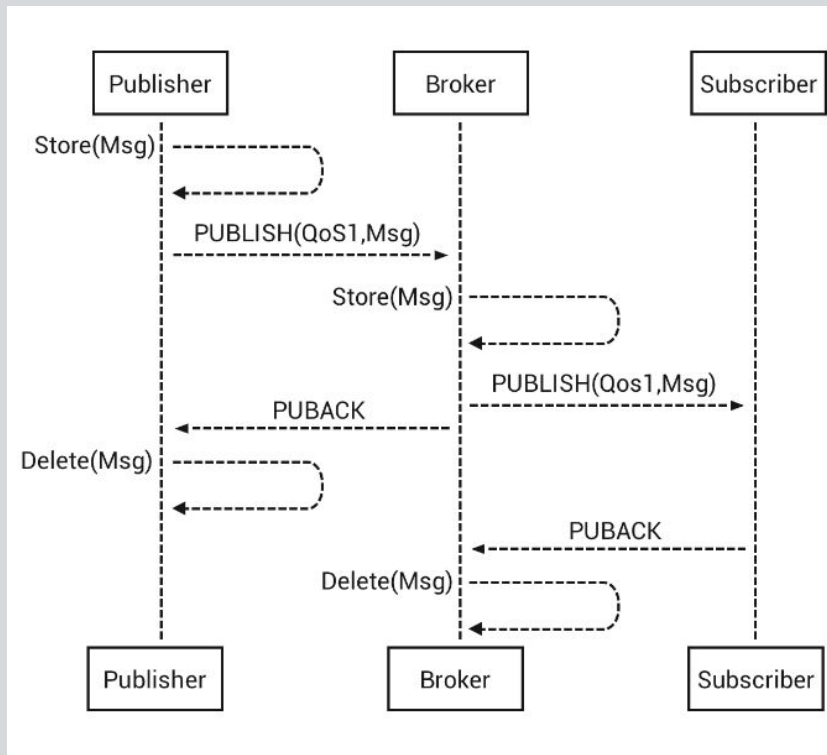 Publisher
Broker
Subscriber
Store(Msg)
PUBLISH(QoS1,Msg)
Store(Msg)
PUBLISH(Qos1,Msg)
PUBACK
Delete(Msg)
PUBACK
Delete(Msg)
Publisher
Broker
Subscriber